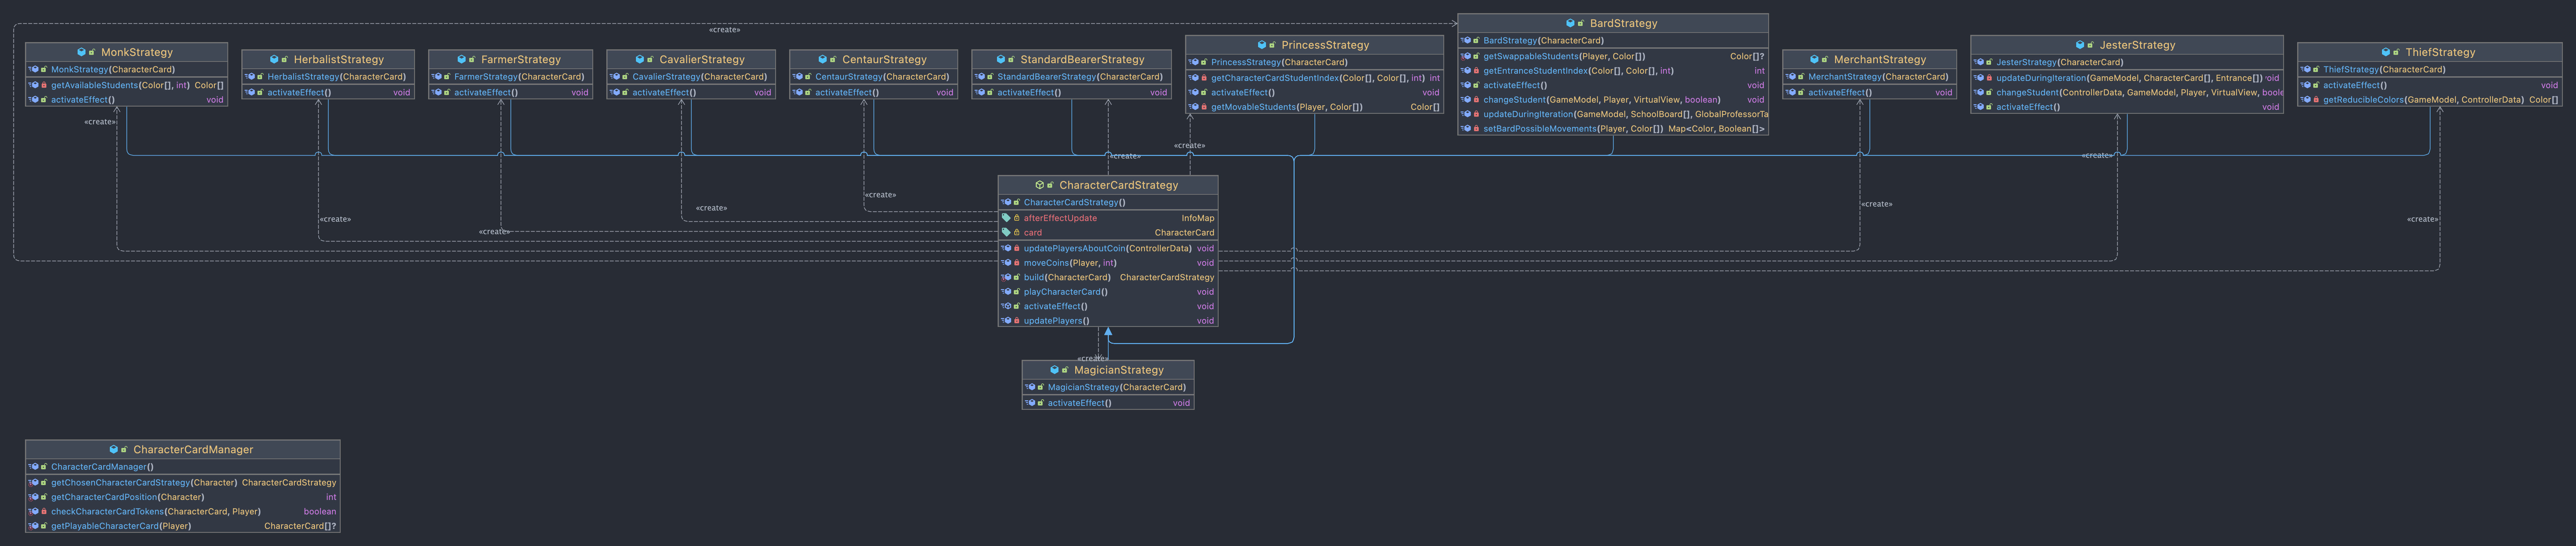 «create»
MonkStrategy
MonkStrategy(CharacterCard)
getAvailableStudents(Color[], int) Color[]
activateEffect() void
HerbalistStrategy
HerbalistStrategy(CharacterCard)
activateEffect() void
FarmerStrategy
FarmerStrategy(CharacterCard)
activateEffect() void
CavalierStrategy
CavalierStrategy(CharacterCard)
activateEffect() void
CentaurStrategy
CentaurStrategy(CharacterCard)
activateEffect() void
StandardBearerStrategy
StandardBearerStrategy(CharacterCard)
activateEffect() void
PrincessStrategy
PrincessStrategy(CharacterCard)
getCharacterCardStudentIndex(Color[], Color[], int) int
activateEffect() void
getMovableStudents(Player, Color[]) Color[]
BardStrategy
BardStrategy(CharacterCard)
getSwappableStudents(Player, Color[]) Color[]?
getEntranceStudentIndex(Color[], Color[], int) int
activateEffect() void
changeStudent(GameModel, Player, VirtualView, boolean) void
updateDuringIteration(GameModel, SchoolBoard[], GlobalProfessorTa
setBardPossibleMovements(Player, Color[]) Map<Color, Boolean[]>
MerchantStrategy
MerchantStrategy(CharacterCard)
activateEffect() void
JesterStrategy
JesterStrategy(CharacterCard)
updateDuringIteration(GameModel, CharacterCard[], Entrance[]) void
changeStudent(ControllerData, GameModel, Player, VirtualView, boole
activateEffect() void
ThiefStrategy
ThiefStrategy(CharacterCard)
activateEffect() void
getReducibleColors(GameModel, ControllerData) Color[]
«create»
«create»
«create»
«create»
«create»
«create»
«create»
«create»
«create»
«create»
«create»
CharacterCardStrategy
CharacterCardStrategy()
afterEffectUpdate InfoMap
card CharacterCard
updatePlayersAboutCoin(ControllerData) void
moveCoins(Player, int) void
build(CharacterCard) CharacterCardStrategy
playCharacterCard() void
activateEffect() void
updatePlayers() void
«create»
MagicianStrategy
MagicianStrategy(CharacterCard)
activateEffect() void
CharacterCardManager
CharacterCardManager()
getChosenCharacterCardStrategy(Character) CharacterCardStrategy
getCharacterCardPosition(Character) int
checkCharacterCardTokens(CharacterCard, Player) boolean
getPlayableCharacterCard(Player) CharacterCard[]?